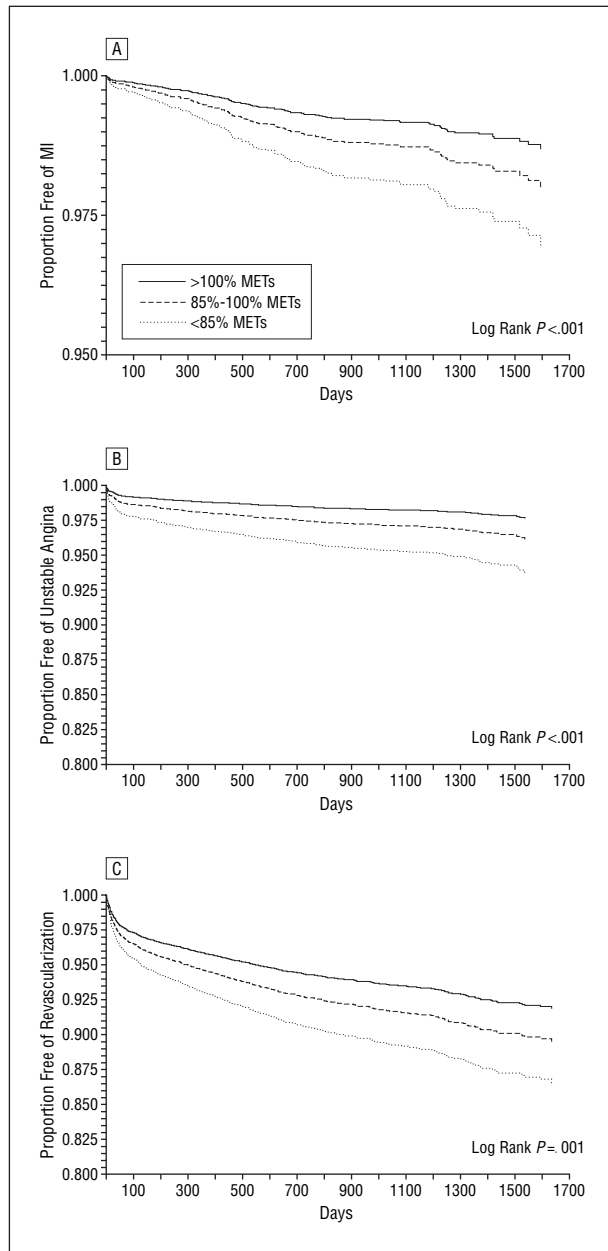 A
1.000
0.975
0.950
Proportion Free of MI
>100% METs
85%-100% METs
<85% METs
Log Rank P<.001
100 300 500 700 900 1100 1300 1500 1700
Days
B
1.000
0.975
0.950
0.925
0.900
0.875
0.850
0.825
0.800
Proportion Free of Unstable Angina
Log Rank P<.001
100 300 500 700 900 1100 1300 1500 1700
Days
C
1.000
0.975
0.950
0.925
0.900
0.875
0.850
0.825
0.800
Proportion Free of Revascularization
Log Rank P=.001
100 300 500 700 900 1100 1300 1500 1700
Days